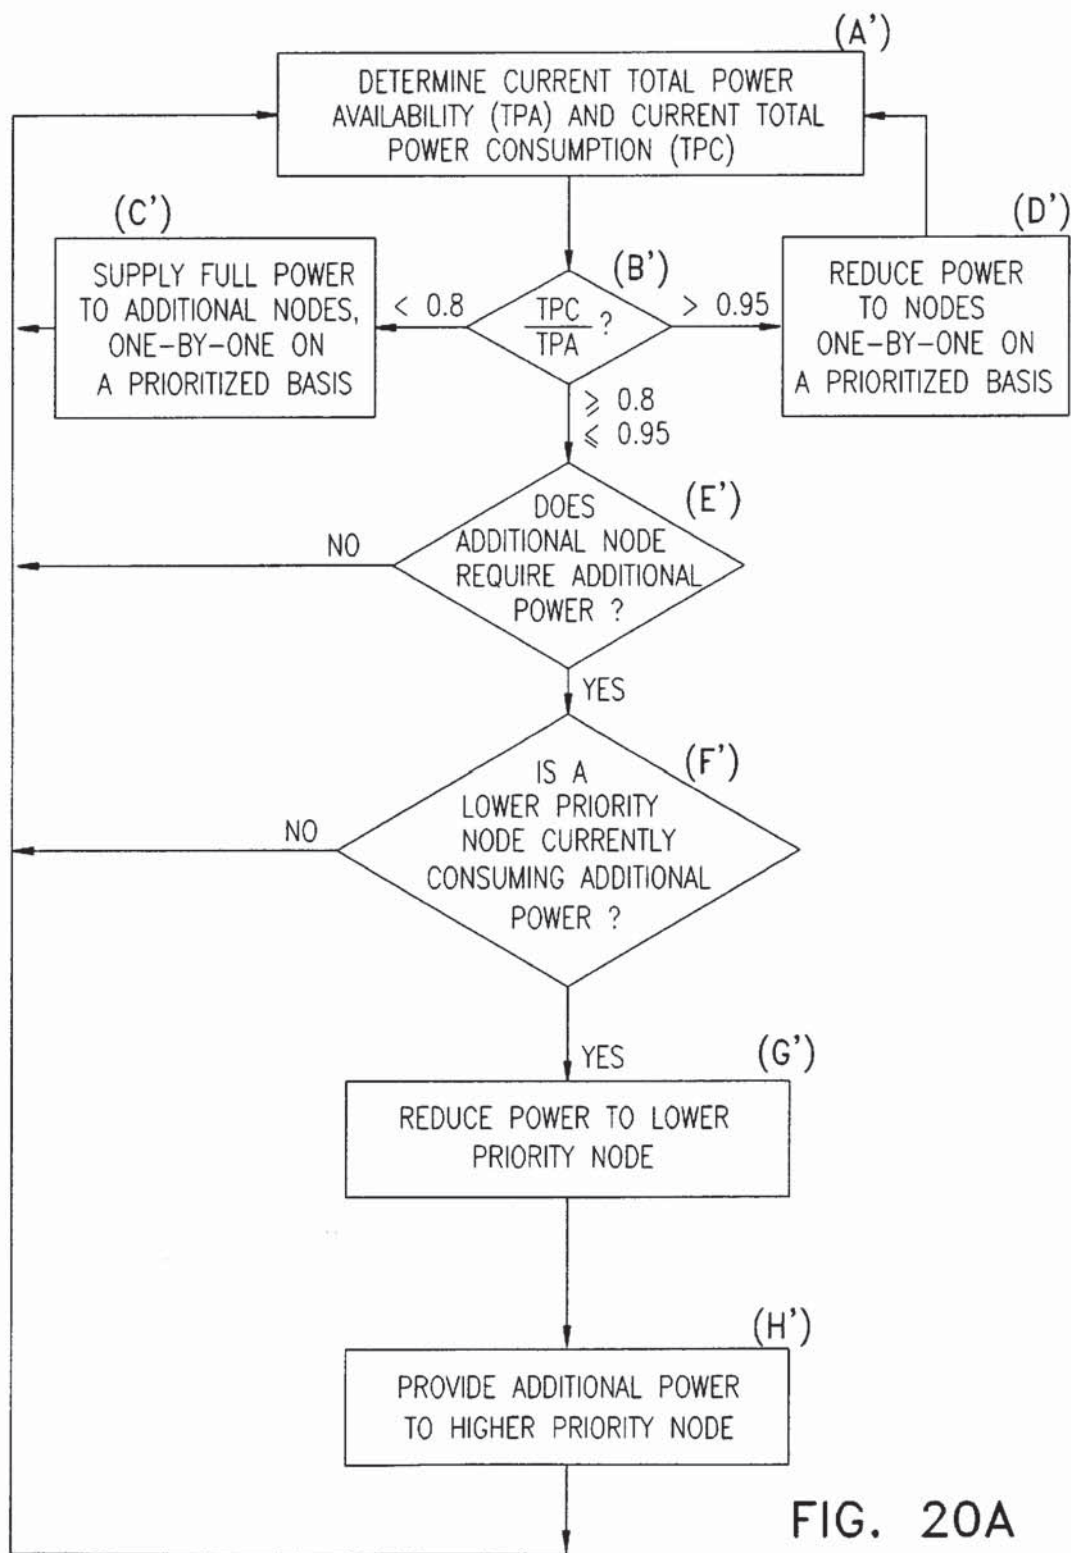 (A')
DETERMINE CURRENT TOTAL POWER
AVAILABILITY (TPA) AND CURRENT TOTAL
POWER CONSUMPTION (TPC)
(C')
SUPPLY FULL POWER
TO ADDITIONAL NODES,
ONE-BY-ONE ON
A PRIORITIZED BASIS
< 0.8
(B')
TPC
TPA
?
> 0.95
(D')
REDUCE POWER
TO NODES
ONE-BY-ONE ON
A PRIORITIZED BASIS
⩾ 0.8
⩽ 0.95
(E')
DOES
ADDITIONAL NODE
REQUIRE ADDITIONAL
POWER ?
NO
YES
(F')
IS A
LOWER PRIORITY
NODE CURRENTLY
CONSUMING ADDITIONAL
POWER ?
NO
YES
(G')
REDUCE POWER TO LOWER
PRIORITY NODE
(H')
PROVIDE ADDITIONAL POWER
TO HIGHER PRIORITY NODE
FIG. 20A